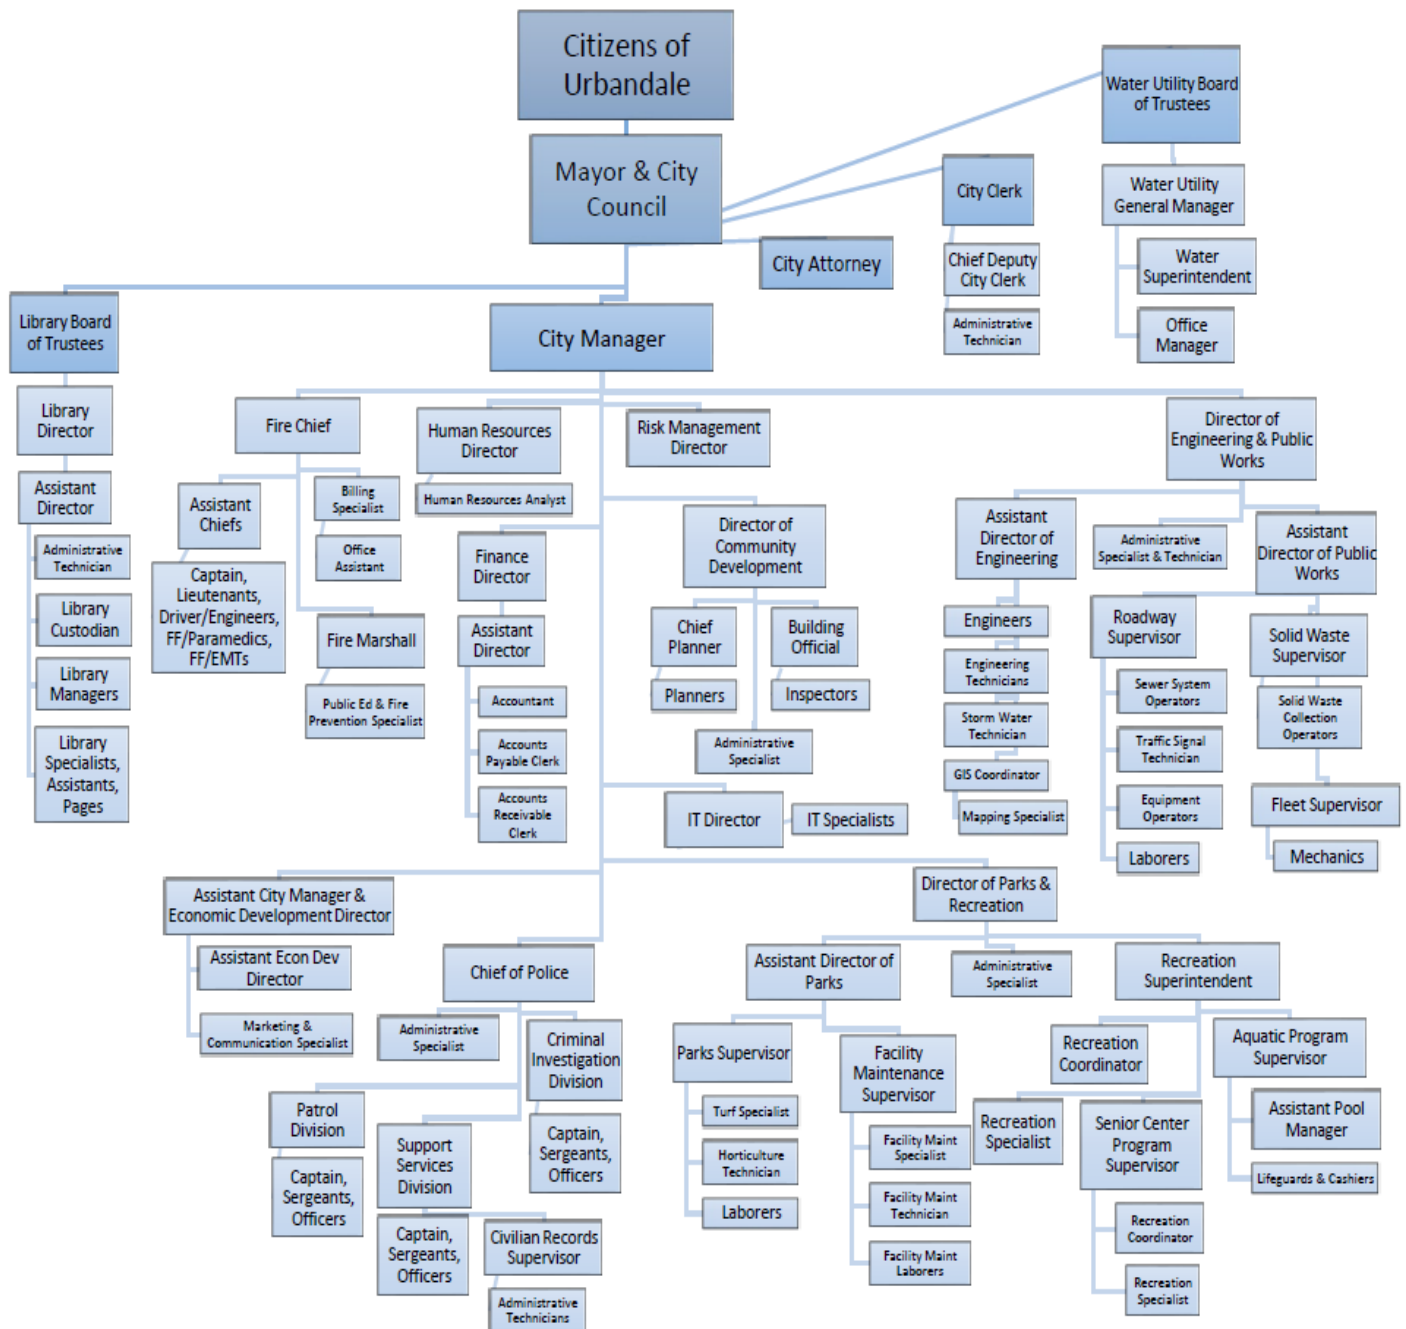 Citizens of
Urbandale
Mayor & City
Council
Water Utility Board
of Trustees
Water Utility
General Manager
Water
Superintendent
Office
Manager
City Clerk
Chief Deputy
City Clerk
Administrative
Technician
City Attorney
Library Board
of Trustees
Library
Director
Assistant
Director
Administrative
Technician
Library
Custodian
Library
Managers
Library
Specialists,
Assistants,
Pages
City Manager
Fire Chief
Assistant
Chiefs
Captain,
Lieutenants,
Driver/Engineers,
FF/Paramedics,
FF/EMTs
Billing
Specialist
Office
Assistant
Fire Marshall
Public Ed & Fire
Prevention Specialist
Human Resources
Director
Human Resources Analyst
Risk Management
Director
Finance
Director
Assistant
Director
Accountant
Accounts
Payable Clerk
Accounts
Receivable
Clerk
Director of
Community
Development
Chief
Planner
Planners
Building
Official
Inspectors
Administrative
Specialist
IT Director
IT Specialists
Director of
Engineering & Public
Works
Assistant
Director of
Engineering
Engineers
Engineering
Technicians
Storm Water
Technician
GIS Coordinator
Mapping Specialist
Administrative
Specialist & Technician
Assistant
Director of Public
Works
Roadway
Supervisor
Sewer System
Operators
Traffic Signal
Technician
Equipment
Operators
Laborers
Solid Waste
Supervisor
Solid Waste
Collection
Operators
Fleet Supervisor
Mechanics
Assistant City Manager &
Economic Development Director
Assistant Econ Dev
Director
Marketing &
Communication Specialist
Chief of Police
Administrative
Specialist
Criminal
Investigation
Division
Captain,
Sergeants,
Officers
Patrol
Division
Captain,
Sergeants,
Officers
Support
Services
Division
Captain,
Sergeants,
Officers
Civilian Records
Supervisor
Administrative
Technicians
Director of Parks &
Recreation
Assistant Director of
Parks
Administrative
Specialist
Recreation
Superintendent
Parks Supervisor
Turf Specialist
Horticulture
Technician
Laborers
Facility
Maintenance
Supervisor
Facility Maint
Specialist
Facility Maint
Technician
Facility Maint
Laborers
Recreation
Coordinator
Recreation
Specialist
Senior Center
Program
Supervisor
Recreation
Coordinator
Recreation
Specialist
Aquatic Program
Supervisor
Assistant Pool
Manager
Lifeguards & Cashiers